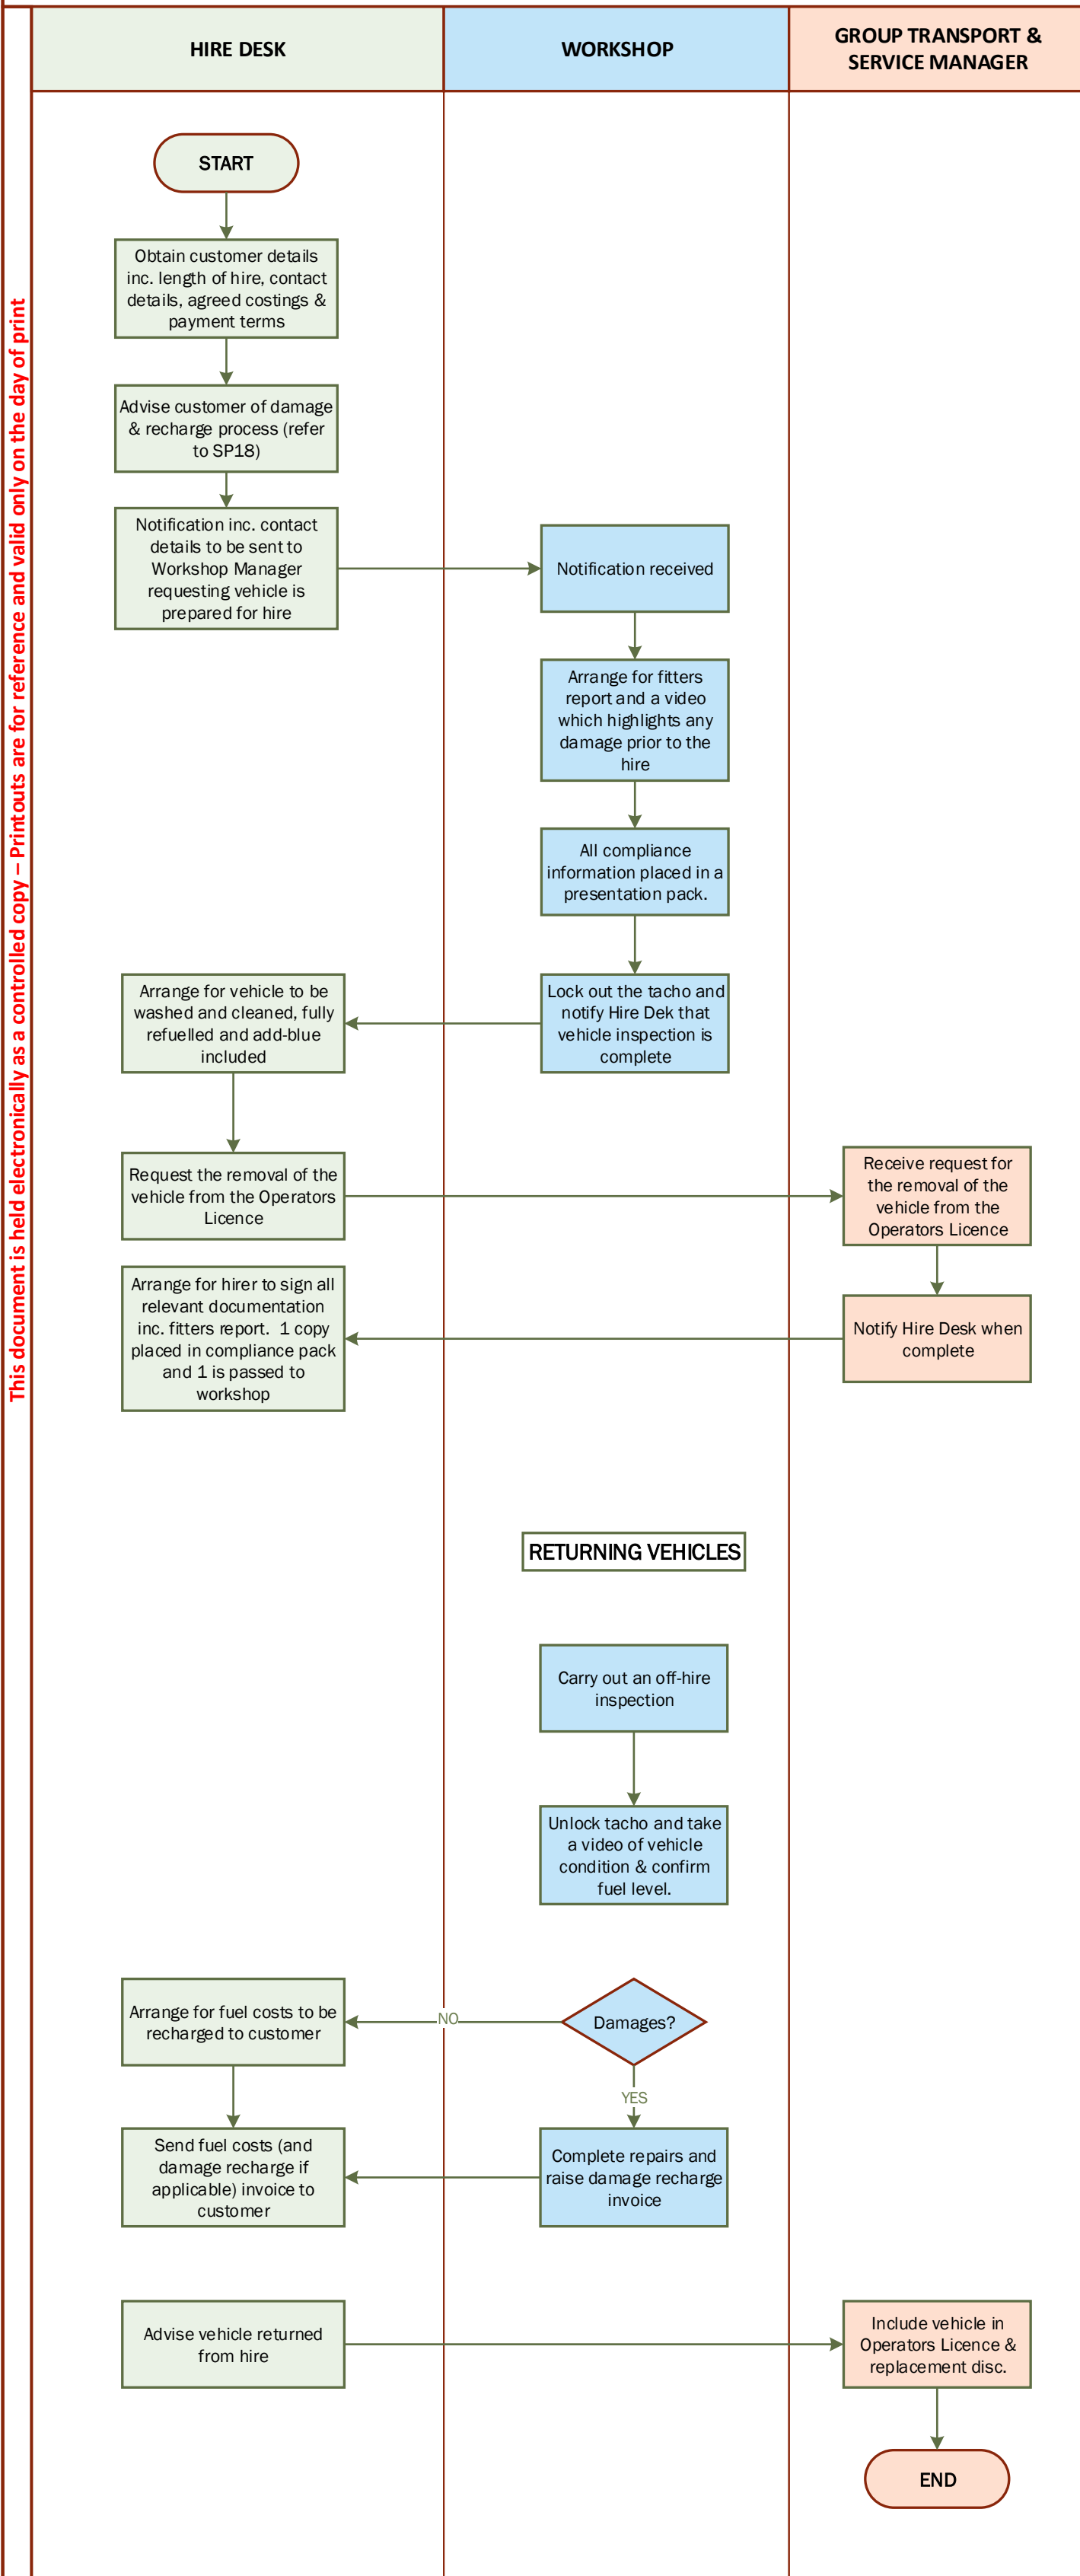 HIRE DESK
WORKSHOP
GROUP TRANSPORT &
SERVICE MANAGER
This document is held electronically as a controlled copy – Printouts are for reference and valid only on the day of print
START
Obtain customer details
inc. length of hire, contact
details, agreed costings &
payment terms
Advise customer of damage
& recharge process (refer
to SP18)
Notification inc. contact
details to be sent to
Workshop Manager
requesting vehicle is
prepared for hire
Notification received
Arrange for fitters
report and a video
which highlights any
damage prior to the
hire
All compliance
information placed in a
presentation pack.
Lock out the tacho and
notify Hire Dek that
vehicle inspection is
complete
Arrange for vehicle to be
washed and cleaned, fully
refuelled and add-blue
included
Request the removal of the
vehicle from the Operators
Licence
Receive request for
the removal of the
vehicle from the
Operators Licence
Notify Hire Desk when
complete
Arrange for hirer to sign all
relevant documentation
inc. fitters report.  1 copy
placed in compliance pack
and 1 is passed to
workshop
RETURNING VEHICLES
Carry out an off-hire
inspection
Unlock tacho and take
a video of vehicle
condition & confirm
fuel level.
Damages?
NO
YES
Arrange for fuel costs to be
recharged to customer
Complete repairs and
raise damage recharge
invoice
Send fuel costs (and
damage recharge if
applicable) invoice to
customer
Advise vehicle returned
from hire
Include vehicle in
Operators Licence &
replacement disc.
END